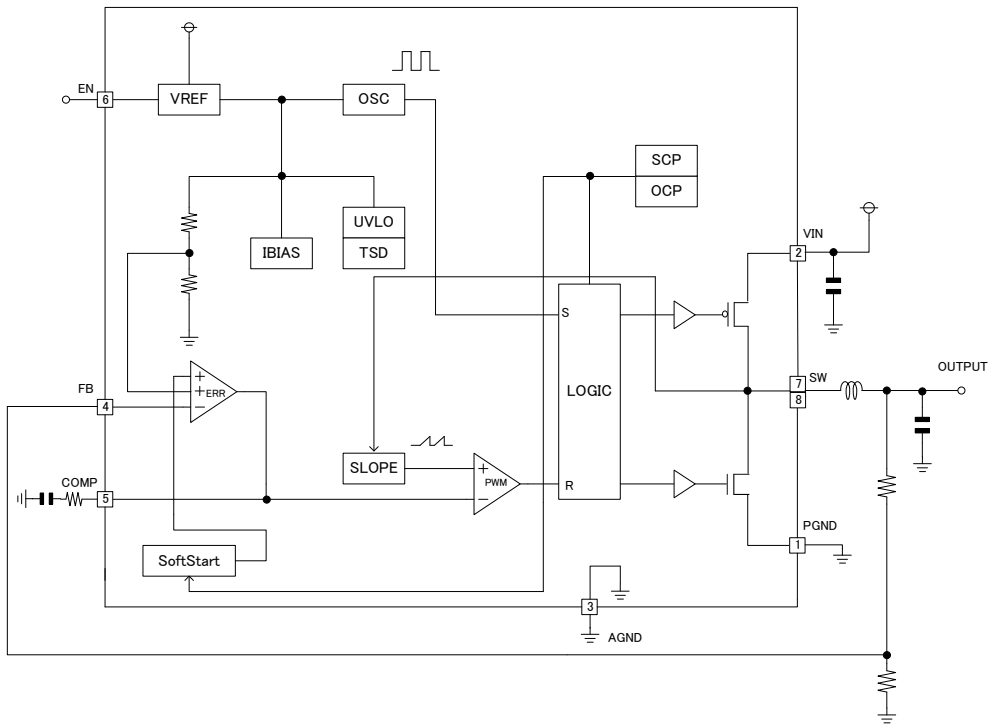 EN
6
VREF
OSC
SCP
OCP
UVLO
TSD
IBIAS
VIN
2
S
LOGIC
R
SW
7
8
OUTPUT
FB
4
+
+
−
ERR
COMP
5
SLOPE
+
−
PWM
PGND
1
SoftStart
3
AGND